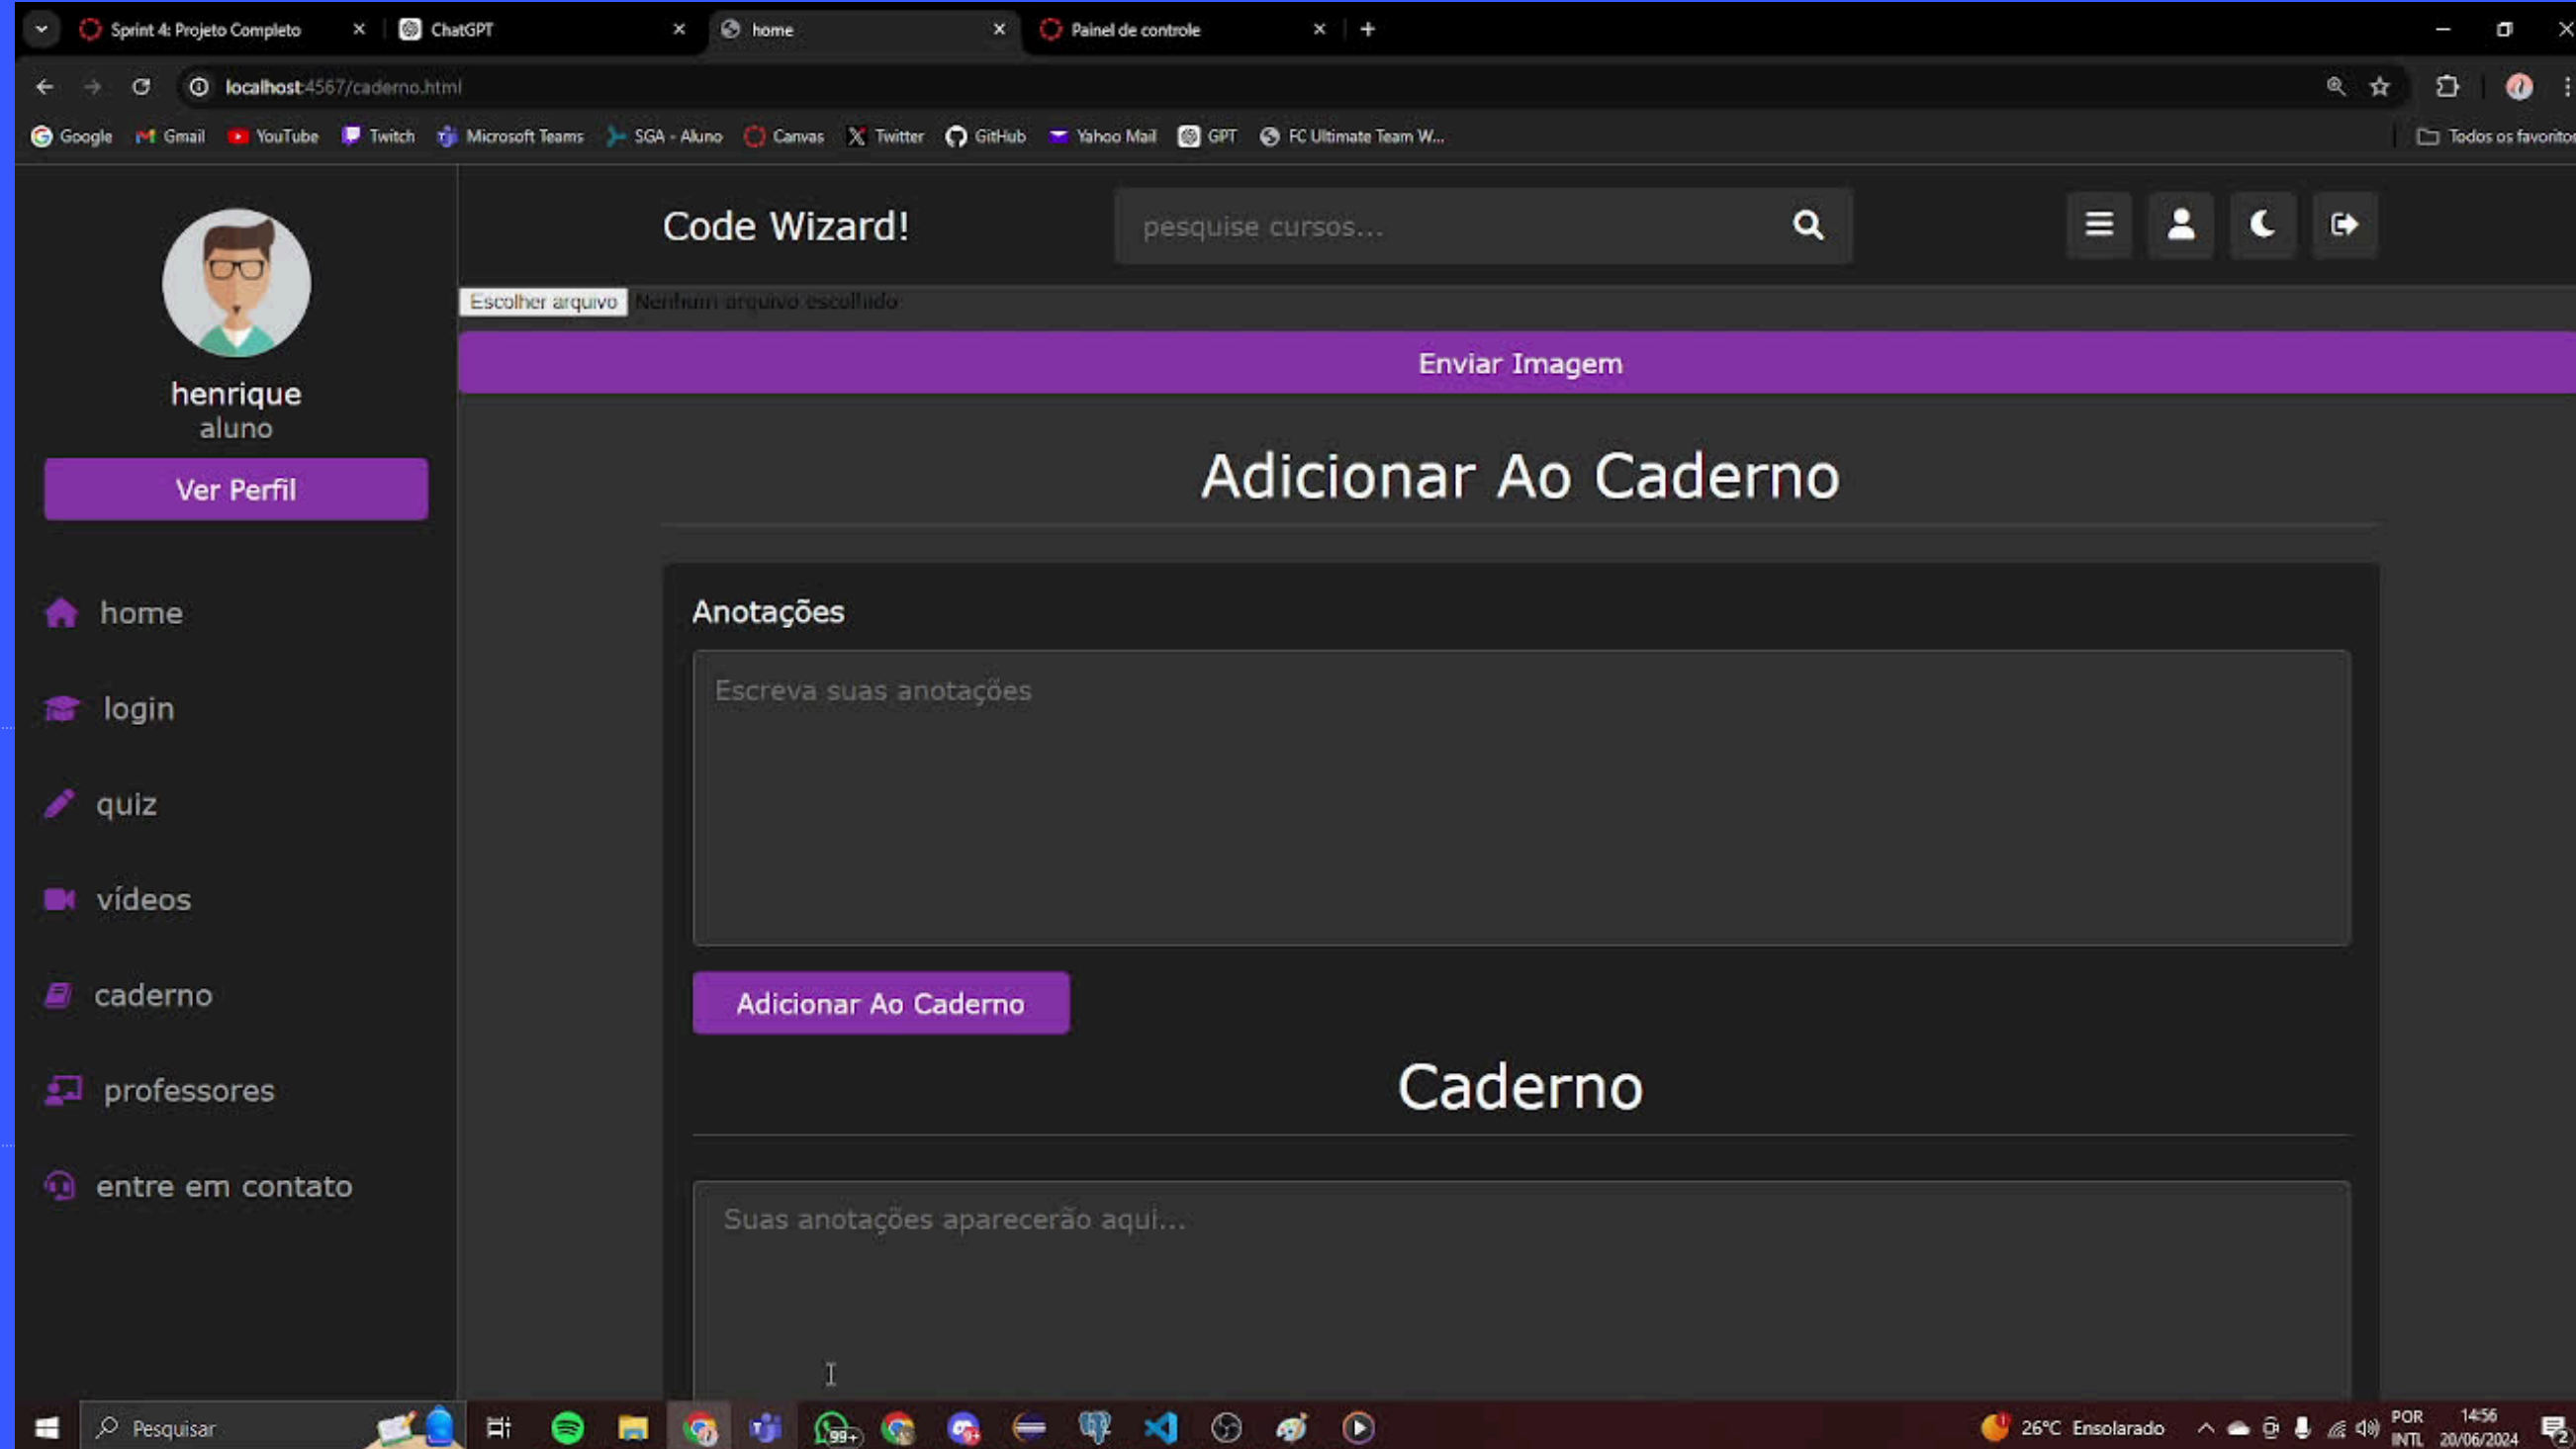 Sprint 4: Projeto Completo
ChatGPT
home
Painel de controle
localhost:4567/caderno.html
Google
Gmail
YouTube
Twitch
Microsoft Teams
SGA - Aluno
Canvas
Twitter
GitHub
Yahoo Mail
GPT
FC Ultimate Team W...
Todos os favoritos
henrique
aluno
Ver Perfil
home
login
quiz
vídeos
caderno
professores
entre em contato
Code Wizard!
pesquise cursos...
Escolher arquivo Nenhum arquivo escolhido
Enviar Imagem
Adicionar Ao Caderno
Anotações
Escreva suas anotações
Adicionar Ao Caderno
Caderno
Suas anotações aparecerão aqui...
Pesquisar
99+
9+
26°C Ensolarado
POR
INTL
14:56
20/06/2024
2